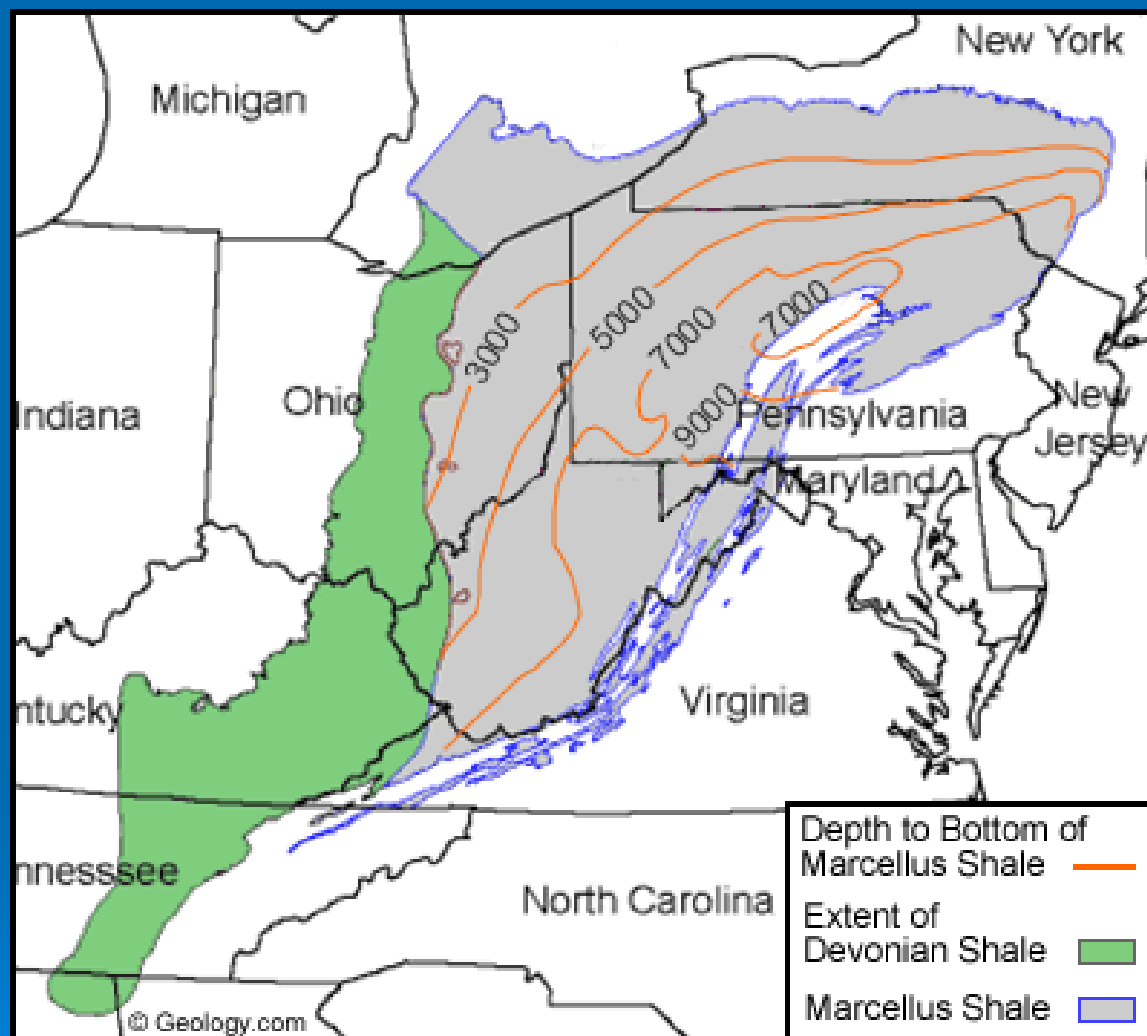 New York
Michigan
3000
5000
7000
7000
9000
Indiana
Ohio
Pennsylvania
New
Jersey
Maryland
ntucky
Virginia
nnesssee
North Carolina
Depth to Bottom of
Marcellus Shale
Extent of
Devonian Shale
Marcellus Shale
© Geology.com